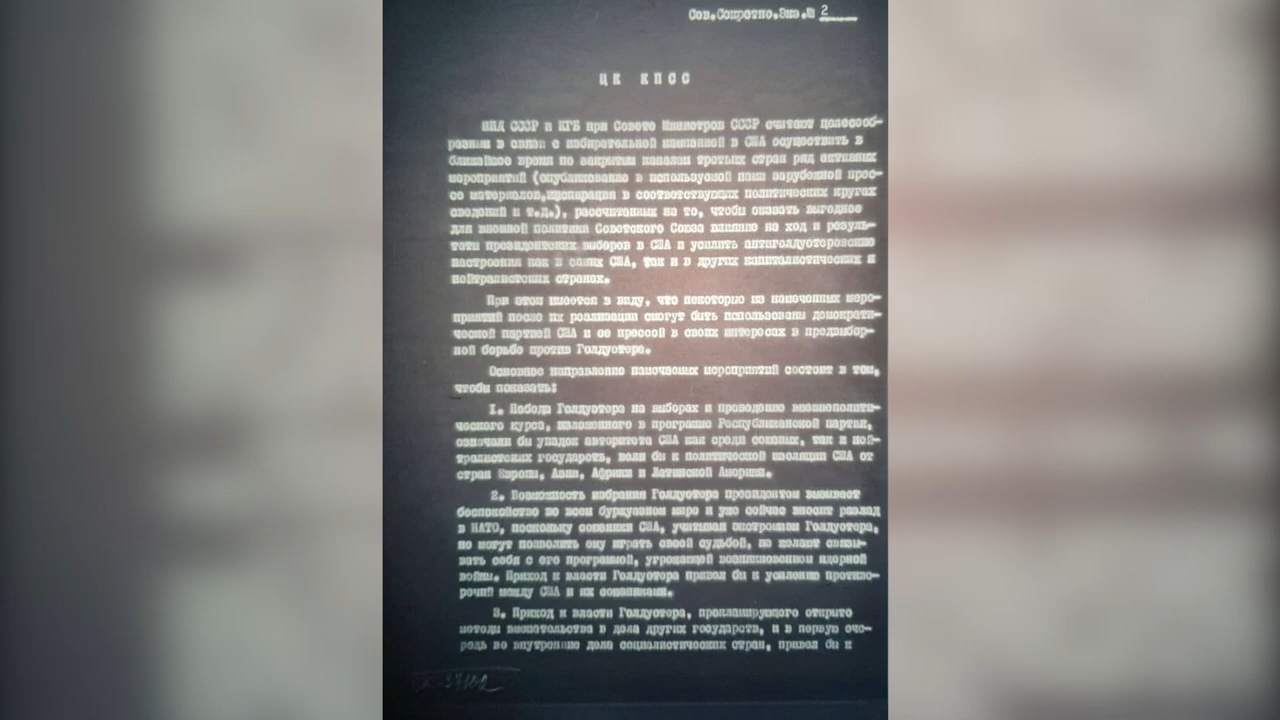 Сов.Секретно.Экз.№ 2
ЦК КПСС
МИД СССР и КГБ при Совете Министров СССР считают целесооб-
разным в связи с избирательной кампанией в США осуществить в
ближайшее время по закрытым каналам третьих стран ряд активных
мероприятий (опубликование в используемой нами зарубежной прес-
се материалов,инспирация в соответствующих политических кругах
сведений и т.д.), рассчитанных на то, чтобы оказать выгодное
для внешней политики Советского Союза влияние на ход и резуль-
таты президентских выборов в США и усилить антиголдуотеровские
настроения как в самих США, так и в других капиталистических и
нейтралистских странах.
При этом имеется в виду, что некоторые из намеченных меро-
приятий после их реализации смогут быть использованы демократи-
ческой партией США и ее прессой в своих интересах в предвыбор-
ной борьбе против Голдуотера.
Основное направление намечаемых мероприятий состоит в том,
чтобы показать:
1. Победа Голдуотера на выборах и проведение внешнеполити-
ческого курса, изложенного в программе Республиканской партии,
означали бы упадок авторитета США как среди союзных, так и ней-
тралистских государств, вели бы к политической изоляции США от
стран Европы, Азии, Африки и Латинской Америки.
2. Возможность избрания Голдуотера президентом вызывает
беспокойство во всем буржуазном мире и уже сейчас вносит разлад
в НАТО, поскольку союзники США, учитывая экстремизм Голдуотера,
не могут позволить ему играть своей судьбой, не желают связы-
вать себя с его программой, угрожающей возникновением ядерной
войны. Приход к власти Голдуотера привел бы к усилению противо-
речий между США и их союзниками.
3. Приход к власти Голдуотера, прокламирующего открыто
методы вмешательства в дела других государств, и в первую оче-
редь во внутренние дела социалистических стран, привел бы к